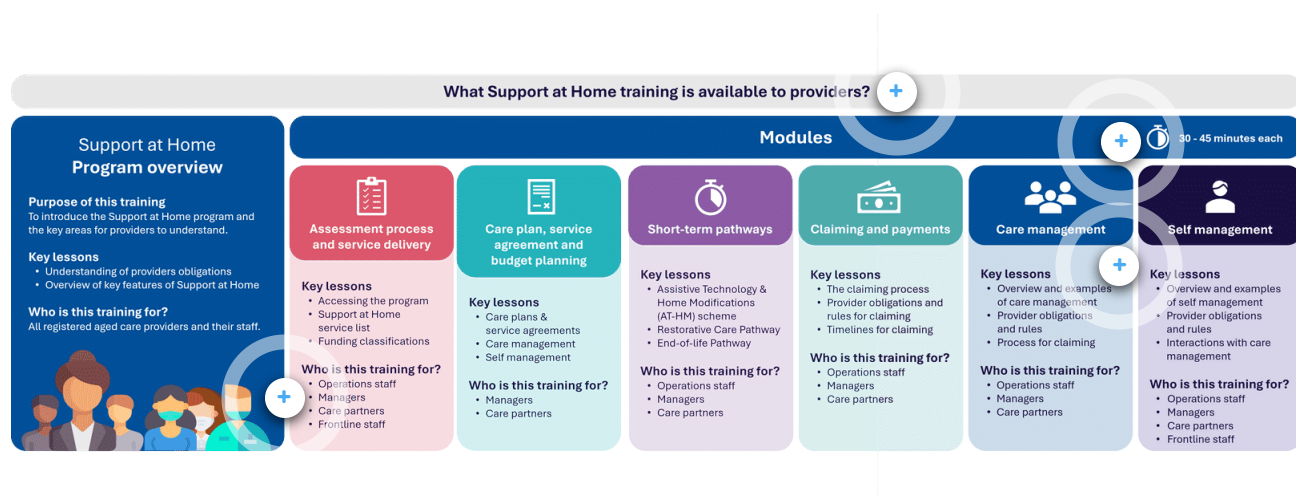 What Support at Home training is available to providers?
Support at Home
Program overview
Purpose of this training
To introduce the Support at Home program and
the key areas for providers to understand.
Key lessons
• Understanding of providers obligations
• Overview of key features of Support at Home
Who is this training for?
All registered aged care providers and their staff.
Modules
30 - 45 minutes each
Assessment process
and service delivery
Key lessons
• Accessing the program
• Support at Home
service list
• Funding classifications
Who is this training for?
• Operations staff
• Managers
• Care partners
• Frontline staff
Care plan, service
agreement and
budget planning
Key lessons
• Care plans &
service agreements
• Care management
• Self management
Who is this training for?
• Managers
• Care partners
Short-term pathways
Key lessons
• Assistive Technology &
Home Modifications
(AT-HM) scheme
• Restorative Care Pathway
• End-of-life Pathway
Who is this training for?
• Operations staff
• Managers
• Care partners
Claiming and payments
Key lessons
• The claiming process
• Provider obligations and
rules for claiming
• Timelines for claiming
Who is this training for?
• Operations staff
• Managers
• Care partners
Care management
Key lessons
• Overview and examples
of care management
• Provider obligations
and rules
• Process for claiming
Who is this training for?
• Operations staff
• Managers
• Care partners
Self management
Key lessons
• Overview and examples
of self management
• Provider obligations
and rules
• Interactions with care
management
Who is this training for?
• Operations staff
• Managers
• Care partners
• Frontline staff